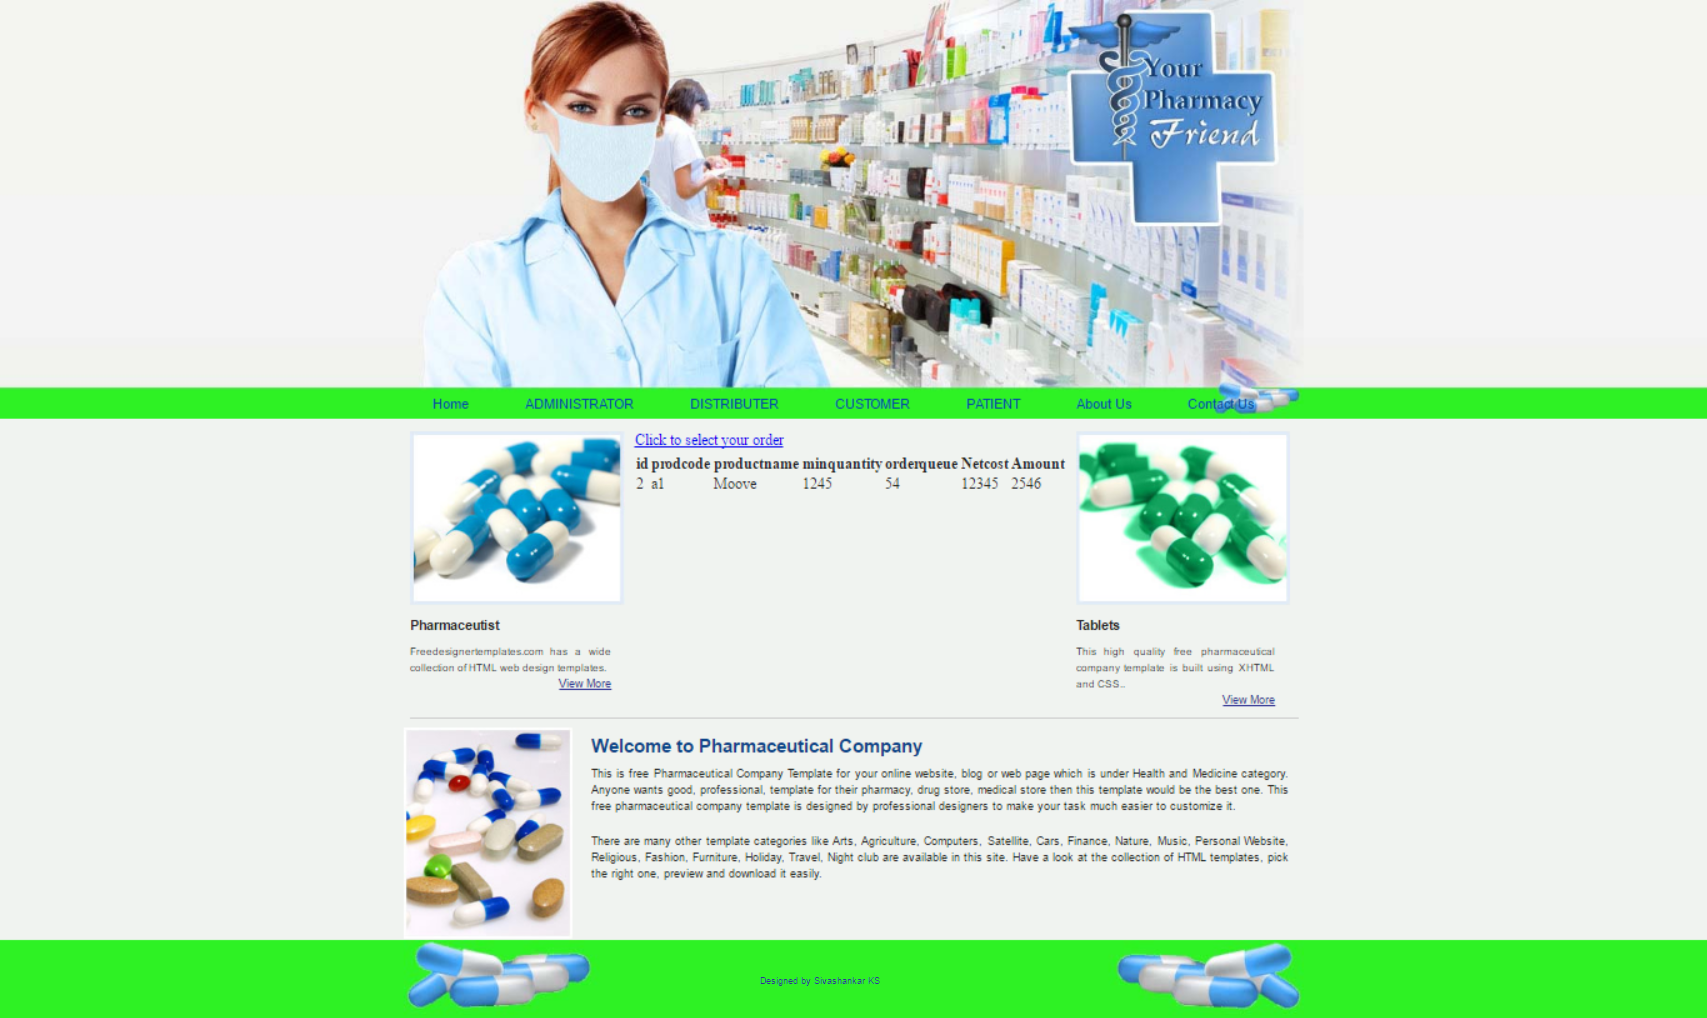 Your
Pharmacy
Friend
Home ADMINISTRATOR DISTRIBUTER CUSTOMER PATIENT About Us Contact Us
Click to select your order
id prodcode productname minquantity orderqueue Netcost Amount
2 a1 Moove 1245 54 12345 2546
Pharmaceutist
Freedesignertemplates.com has a wide
collection of HTML web design templates.
View More
Tablets
This high quality free pharmaceutical
company template is built using XHTML
and CSS..
View More
Welcome to Pharmaceutical Company
This is free Pharmaceutical Company Template for your online website, blog or web page which is under Health and Medicine category.
Anyone wants good, professional, template for their pharmacy, drug store, medical store then this template would be the best one. This
free pharmaceutical company template is designed by professional designers to make your task much easier to customize it.
There are many other template categories like Arts, Agriculture, Computers, Satellite, Cars, Finance, Nature, Music, Personal Website,
Religious, Fashion, Furniture, Holiday, Travel, Night club are available in this site. Have a look at the collection of HTML templates, pick
the right one, preview and download it easily.
Designed by Sivashankar KS